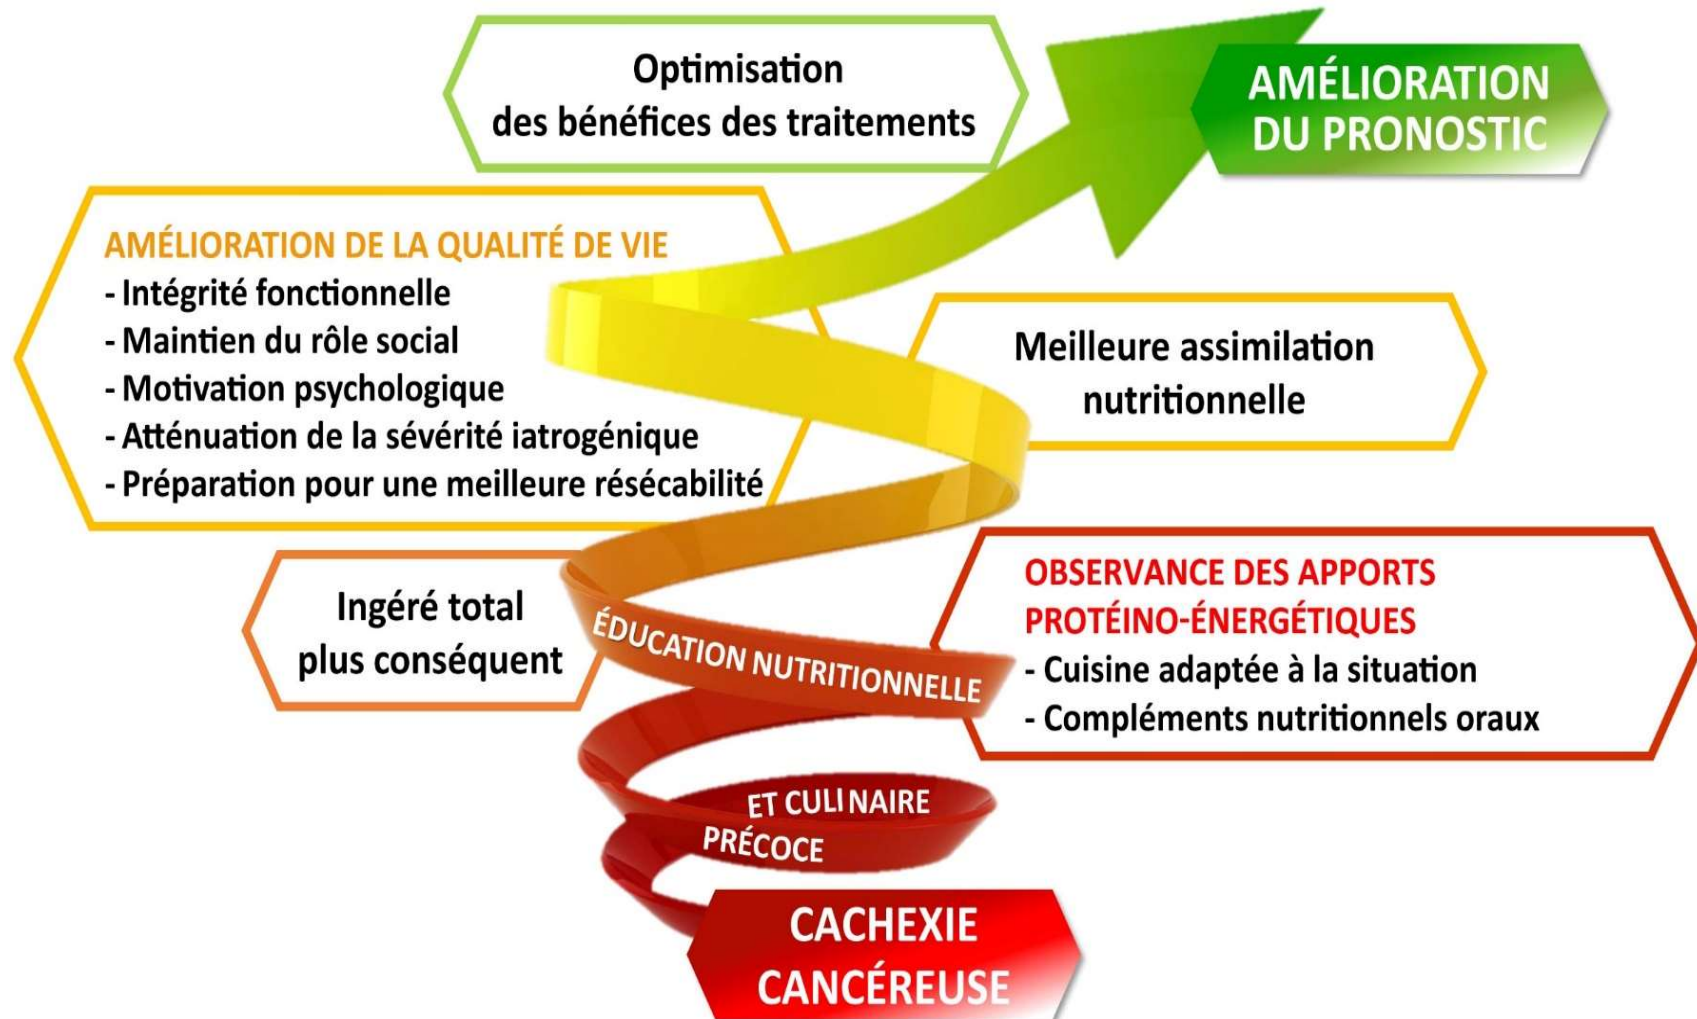 Optimisation
des bénéfices des traitements
AMÉLIORATION
DU PRONOSTIC
AMÉLIORATION DE LA QUALITÉ DE VIE
- Intégrité fonctionnelle
- Maintien du rôle social
- Motivation psychologique
- Atténuation de la sévérité iatrogénique
- Préparation pour une meilleure résécabilité
Meilleure assimilation
nutritionnelle
Ingéré total
plus conséquent
OBSERVANCE DES APPORTS
PROTÉINO-ÉNERGÉTIQUES
- Cuisine adaptée à la situation
- Compléments nutritionnels oraux
ÉDUCATION NUTRITIONNELLE
ET CULINAIRE
PRÉCOCE
CACHEXIE
CANCÉREUSE